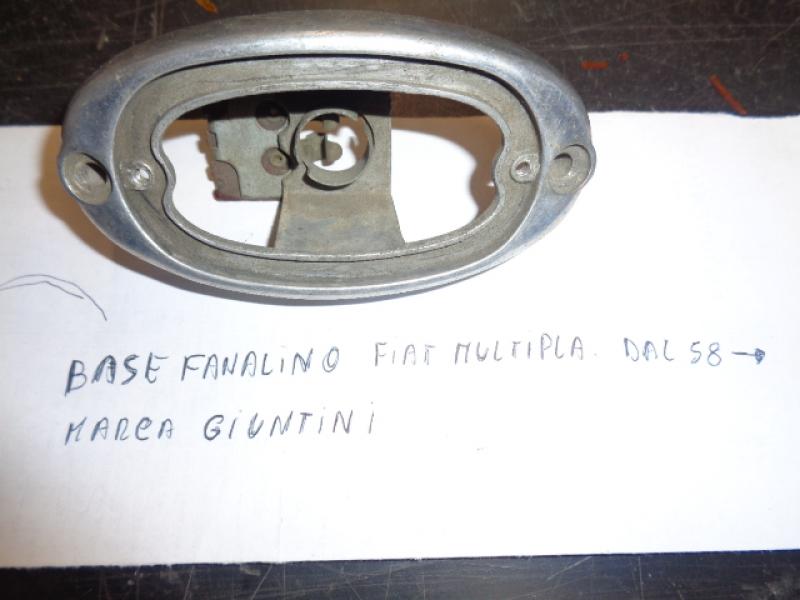 BASE FANALINO FIAT MULTIPLA. DAL 58 →
MARCA GIUNTINI